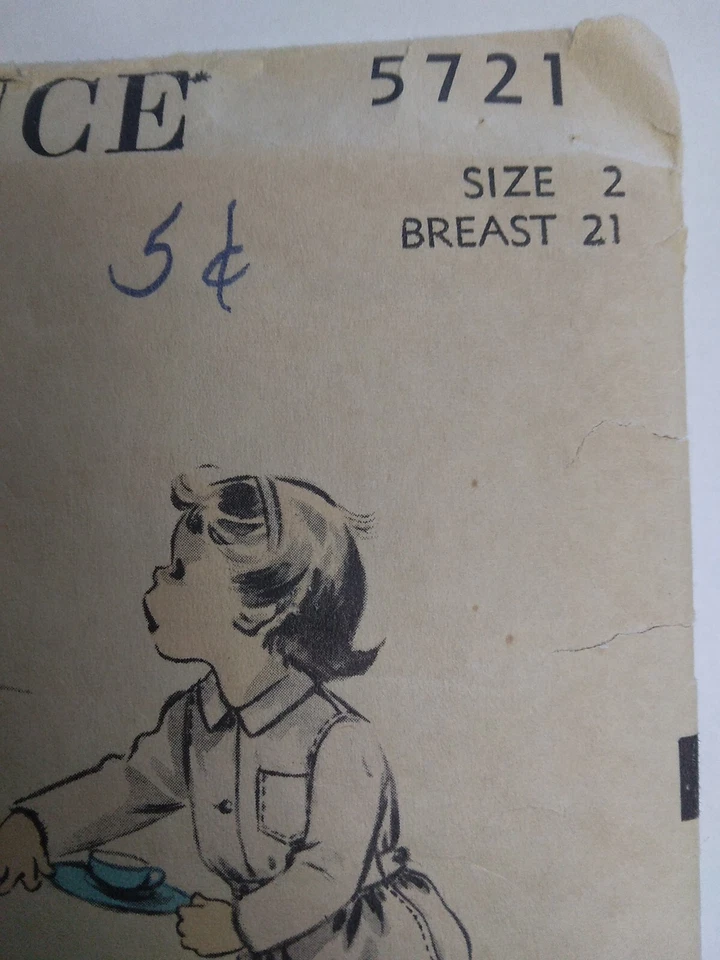 UCE* 5721
SIZE 2
BREAST 21
5¢